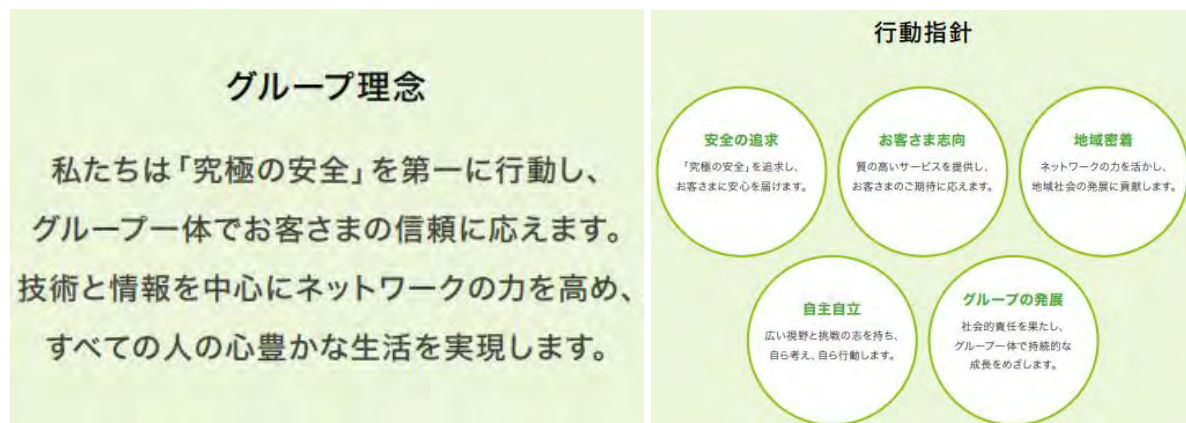 グループ理念
私たちは「究極の安全」を第一に行動し、
グループ一体でお客さまの信頼に応えます。
技術と情報を中心にネットワークの力を高め、
すべての人の心豊かな生活を実現します。
行動指針
安全の追求
「究極の安全」を追求し、
お客さまに安心を届けます。
お客さま志向
質の高いサービスを提供し、
お客さまのご期待に応えます。
地域密着
ネットワークの力を活かし、
地域社会の発展に貢献します。
自主自立
広い視野と挑戦の志を持ち、
自ら考え、自ら行動します。
グループの発展
社会的責任を果たし、
グループ一体で持続的な
成長をめざします。